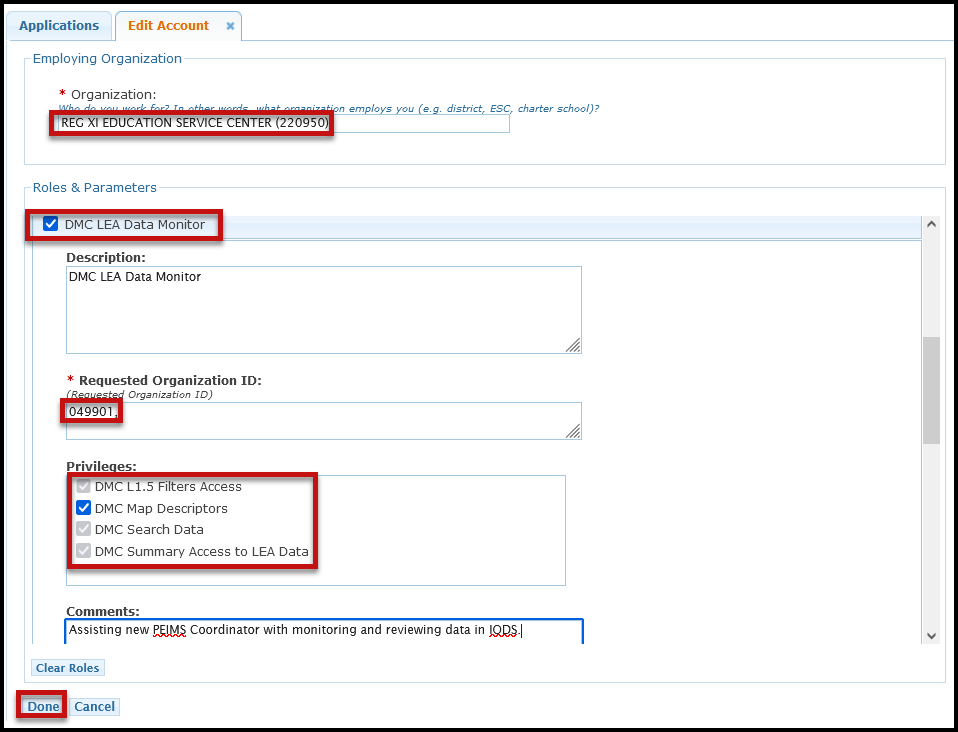 Applications
Edit Account
Employing Organization
* Organization:
Who do you work for? In other words, what organization employs you (e.g. district, ESC, charter school)?
REG XI EDUCATION SERVICE CENTER (220950)
Roles & Parameters
DMC LEA Data Monitor
Description:
DMC LEA Data Monitor
* Requested Organization ID:
(Requested Organization ID)
049901,
Privileges:
DMC L1.5 Filters Access
DMC Map Descriptors
DMC Search Data
DMC Summary Access to LEA Data
Comments:
Assisting new PEIMS Coordinator with monitoring and reviewing data in IODS.
Clear Roles
Done
Cancel